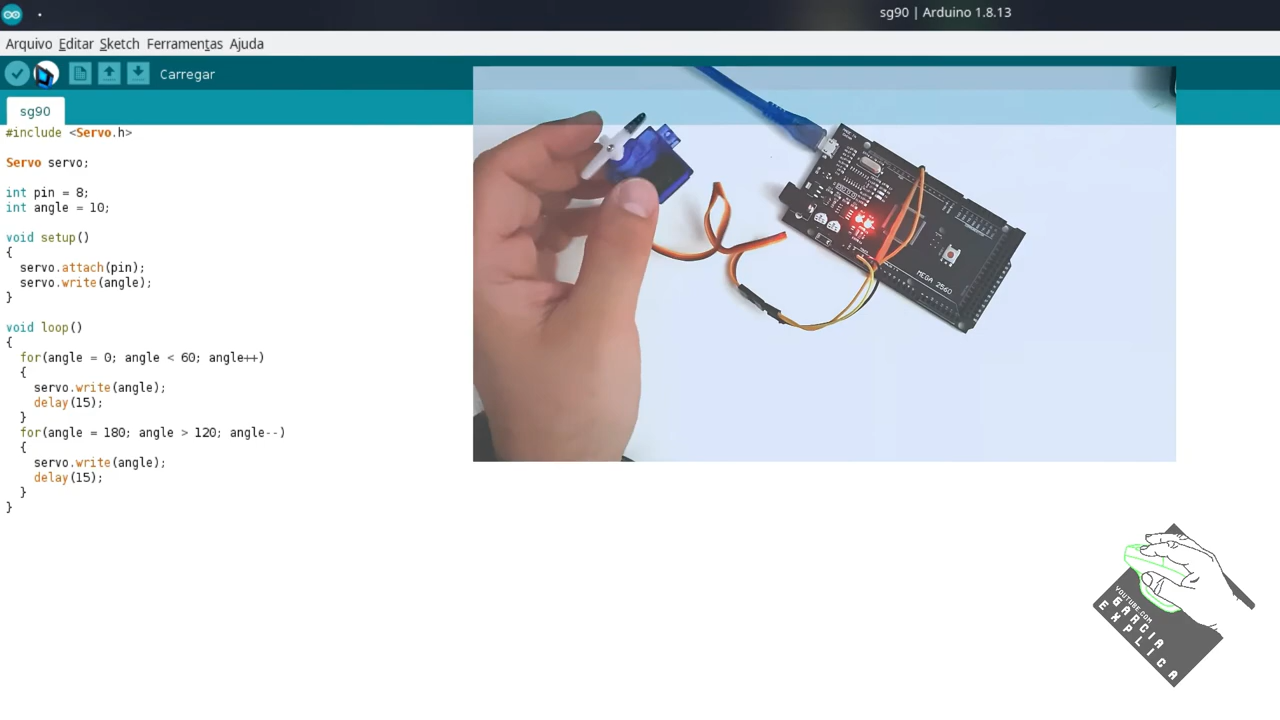 sg90 | Arduino 1.8.13
Arquivo Editar Sketch Ferramentas Ajuda
Carregar
sg90
#include <Servo.h>
Servo servo;
int pin = 8;
int angle = 10;
void setup()
{
servo.attach(pin);
servo.write(angle);
}
void loop()
{
for(angle = 0; angle < 60; angle++)
{
servo.write(angle);
delay(15);
}
for(angle = 180; angle > 120; angle--)
{
servo.write(angle);
delay(15);
}
}
MEGA 2560
YOUTUBE.COM
GARCIA
EXPLICA